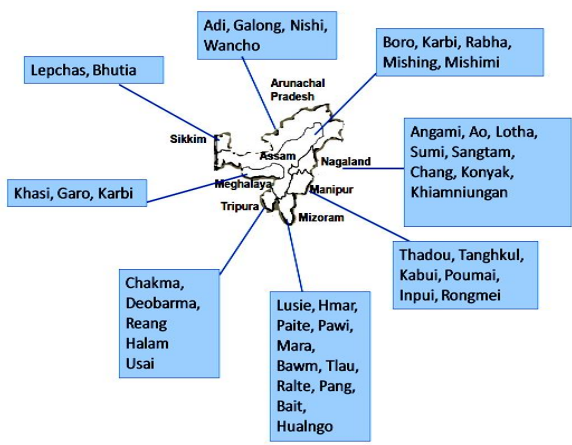 Adi, Galong, Nishi,
Wancho
Boro, Karbi, Rabha,
Mishing, Mishimi
Lepchas, Bhutia
Arunachal
Pradesh
Sikkim
Assam
Nagaland
Angami, Ao, Lotha,
Sumi, Sangtam,
Chang, Konyak,
Khiamniungan
Khasi, Garo, Karbi
Meghalaya
Manipur
Tripura
Mizoram
Thadou, Tanghkul,
Kabui, Poumai,
Inpui, Rongmei
Chakma,
Deobarma,
Reang
Halam
Usai
Lusie, Hmar,
Paite, Pawi,
Mara,
Bawm, Tlau,
Ralte, Pang,
Bait,
Hualngo